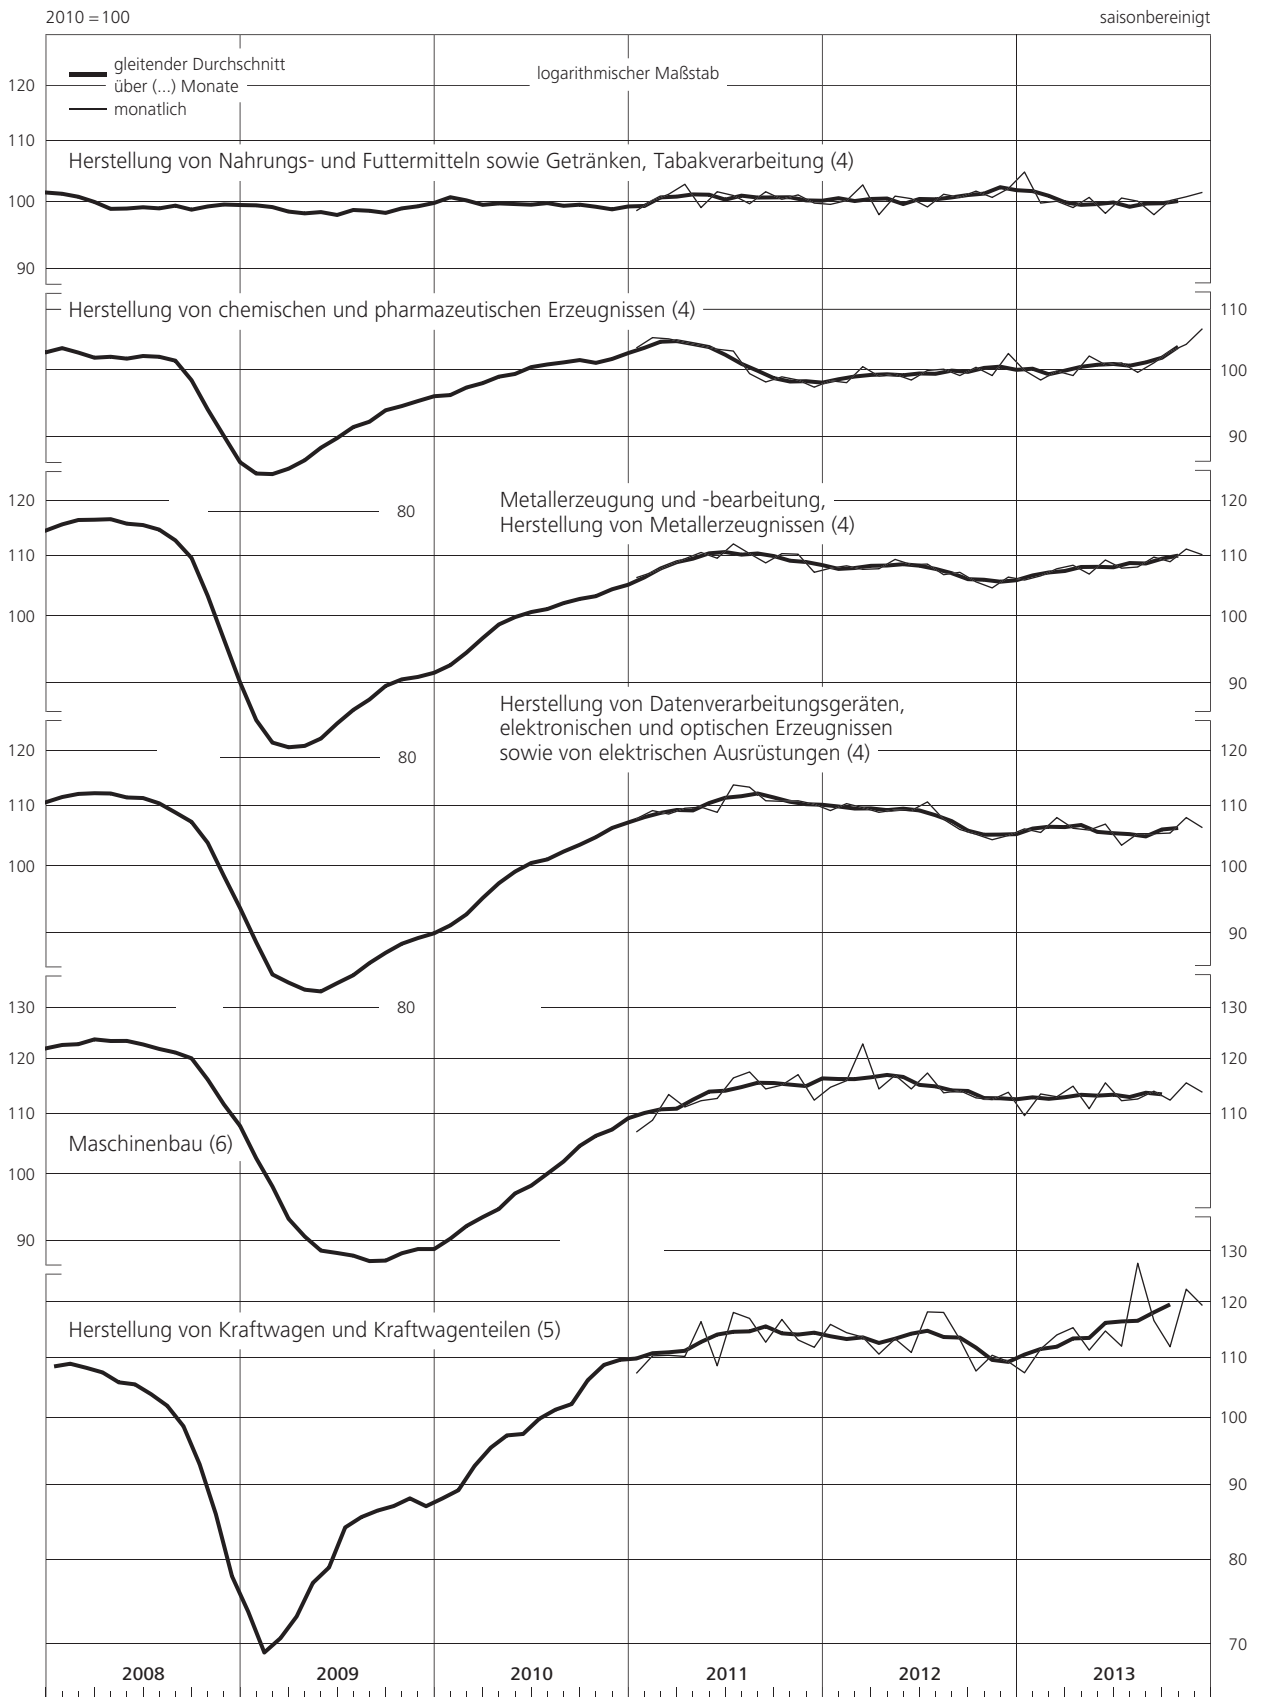 2010 = 100
saisonbereinigt
gleitender Durchschnitt
über (...) Monate
monatlich
logarithmischer Maßstab
120
110
Herstellung von Nahrungs- und Futtermitteln sowie Getränken, Tabakverarbeitung (4)
100
90
Herstellung von chemischen und pharmazeutischen Erzeugnissen (4)
110
100
90
120
80
Metallerzeugung und -bearbeitung,
Herstellung von Metallerzeugnissen (4)
120
110
110
100
100
90
Herstellung von Datenverarbeitungsgeräten,
elektronischen und optischen Erzeugnissen
sowie von elektrischen Ausrüstungen (4)
120
80
120
110
110
100
100
90
130
80
130
120
120
110
110
Maschinenbau (6)
100
90
130
120
Herstellung von Kraftwagen und Kraftwagenteilen (5)
110
100
90
80
70
2008 2009 2010 2011 2012 2013